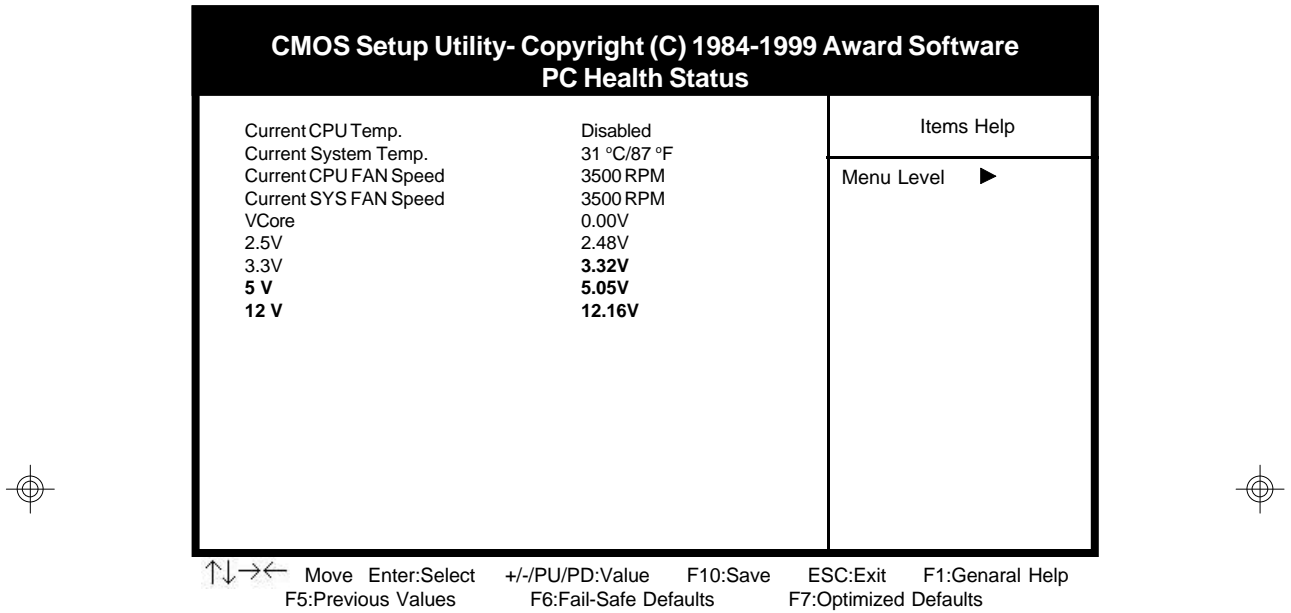 CMOS Setup Utility- Copyright (C) 1984-1999 Award Software
PC Health Status
Current CPU Temp. Disabled
Current System Temp. 31 °C/87 °F
Current CPU FAN Speed 3500 RPM
Current SYS FAN Speed 3500 RPM
VCore 0.00V
2.5V 2.48V
3.3V 3.32V
5 V 5.05V
12 V 12.16V
Items Help
Menu Level ▶
↑↓→← Move Enter:Select +/-/PU/PD:Value F10:Save ESC:Exit F1:Genaral Help
F5:Previous Values F6:Fail-Safe Defaults F7:Optimized Defaults